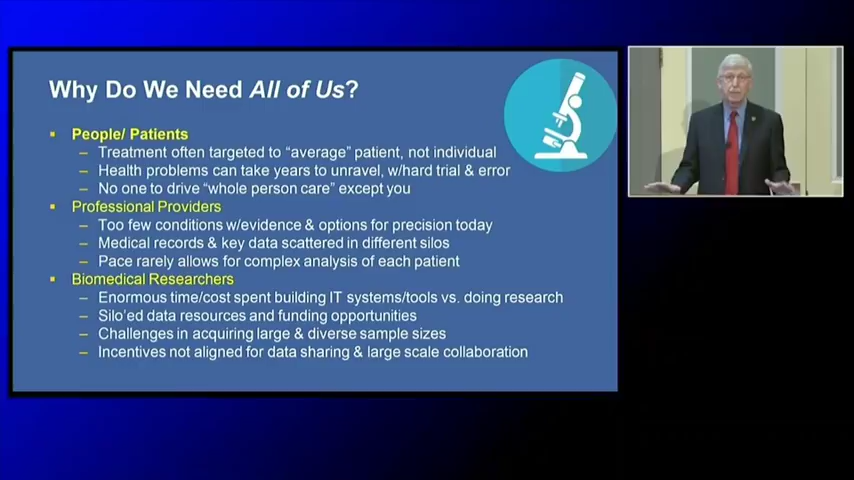 Why Do We Need All of Us?
▪ People/ Patients
– Treatment often targeted to “average” patient, not individual
– Health problems can take years to unravel, w/hard trial & error
– No one to drive “whole person care” except you
▪ Professional Providers
– Too few conditions w/evidence & options for precision today
– Medical records & key data scattered in different silos
– Pace rarely allows for complex analysis of each patient
▪ Biomedical Researchers
– Enormous time/cost spent building IT systems/tools vs. doing research
– Silo’ed data resources and funding opportunities
– Challenges in acquiring large & diverse sample sizes
– Incentives not aligned for data sharing & large scale collaboration